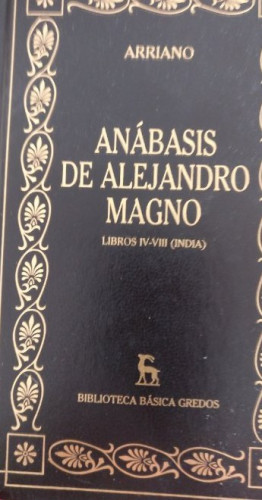 ARRIANO
ANÁBASIS
DE ALEJANDRO
MAGNO
LIBROS IV-VIII (INDIA)
BIBLIOTECA BÁSICA GREDOS